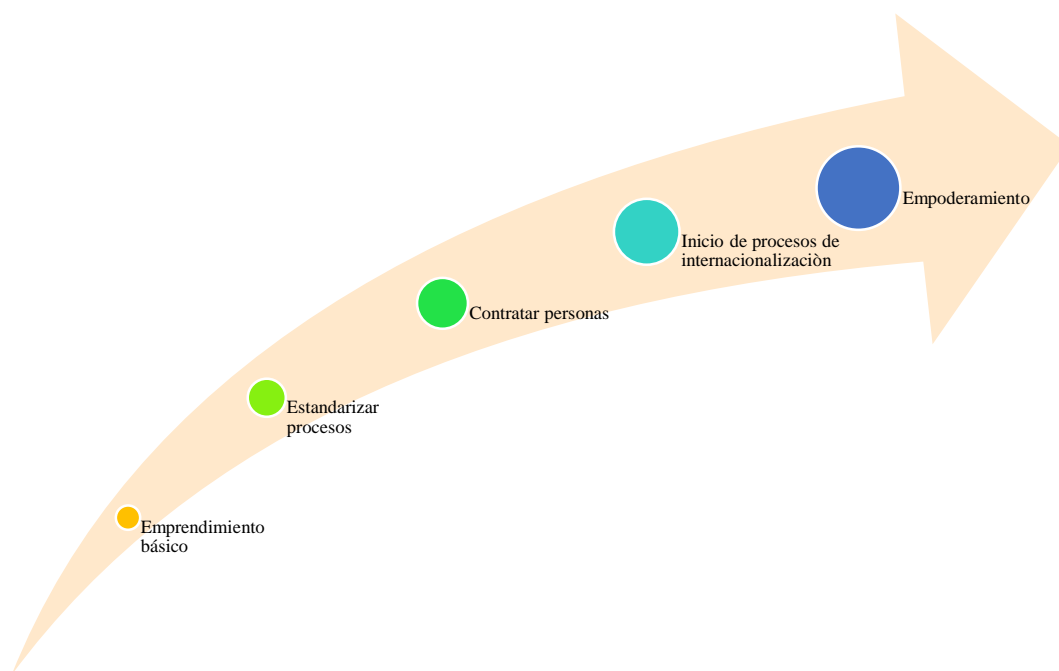 Empoderamiento
Inicio de procesos de
internacionalizaciòn
Contratar personas
Estandarizar
procesos
Emprendimiento
básico